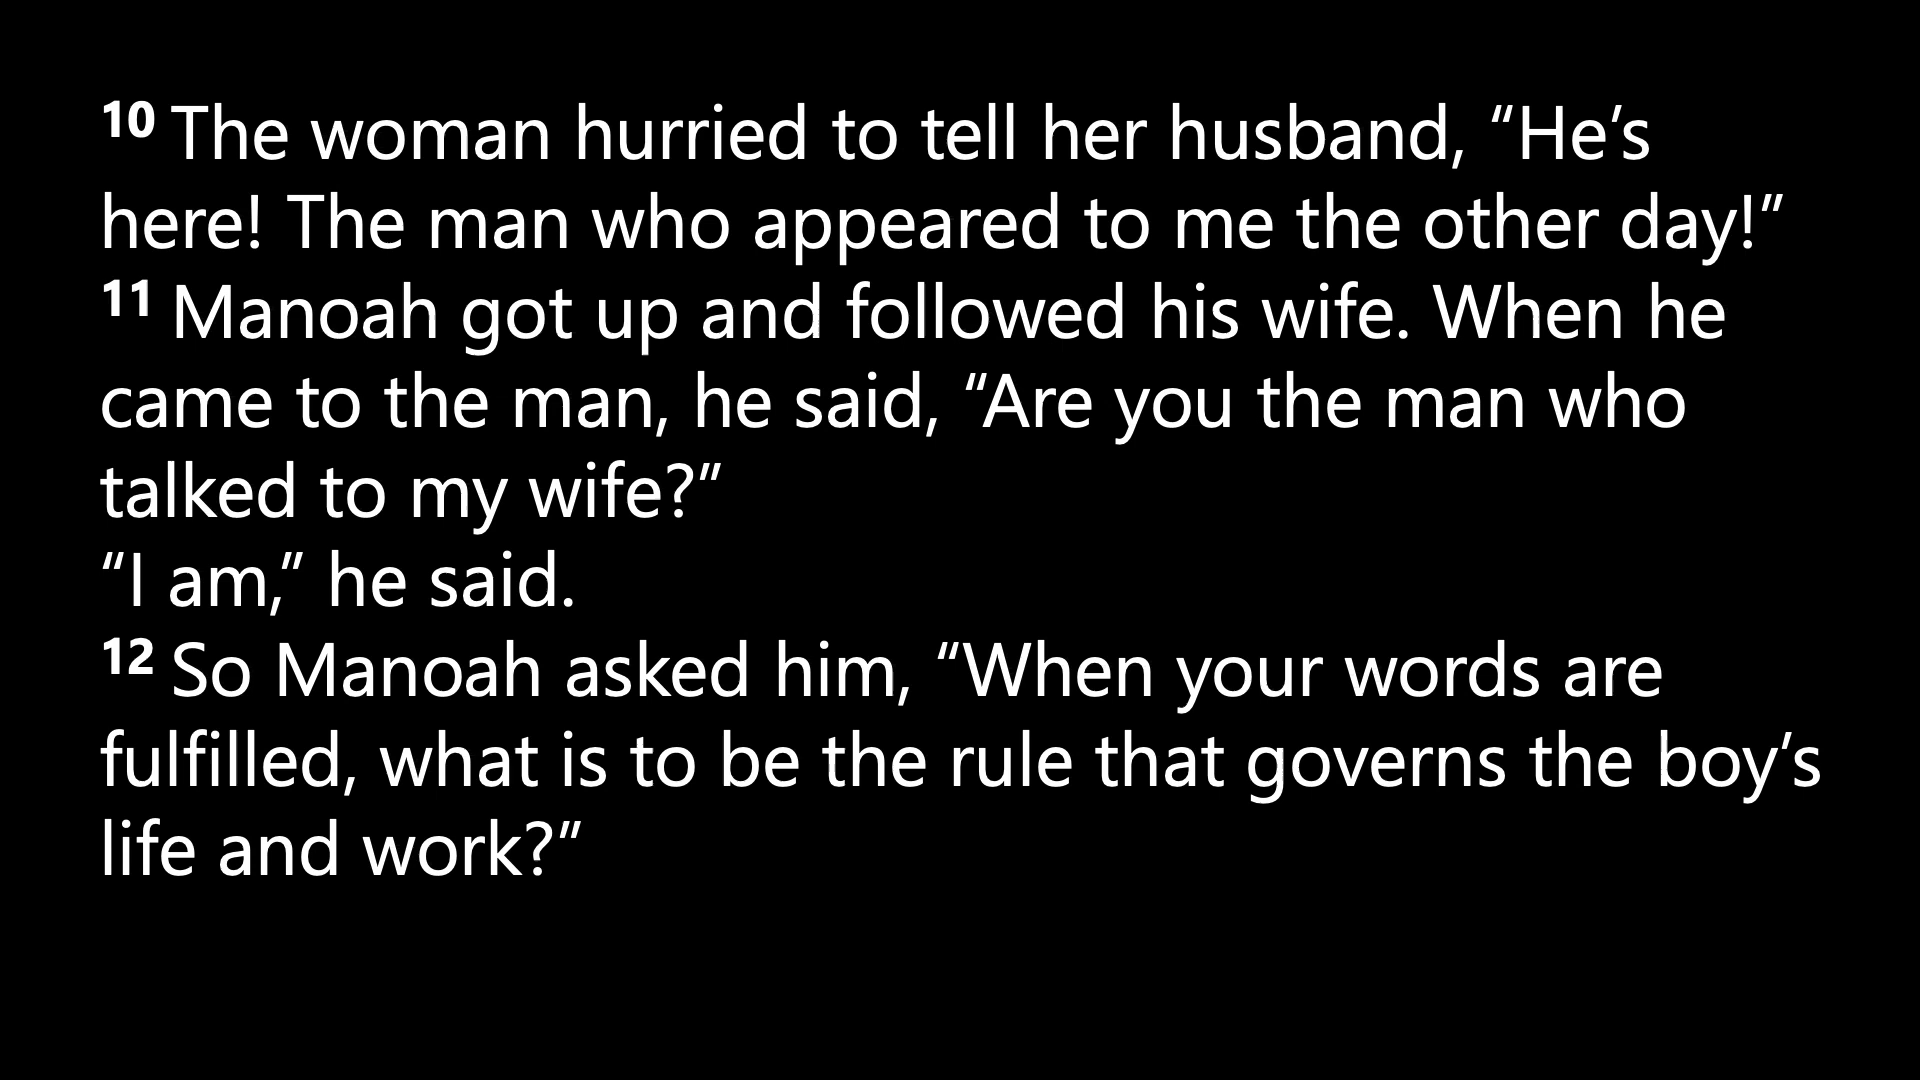 10 The woman hurried to tell her husband, “He’s
here! The man who appeared to me the other day!”
11 Manoah got up and followed his wife. When he
came to the man, he said, “Are you the man who
talked to my wife?”
“I am,” he said.
12 So Manoah asked him, “When your words are
fulfilled, what is to be the rule that governs the boy’s
life and work?”